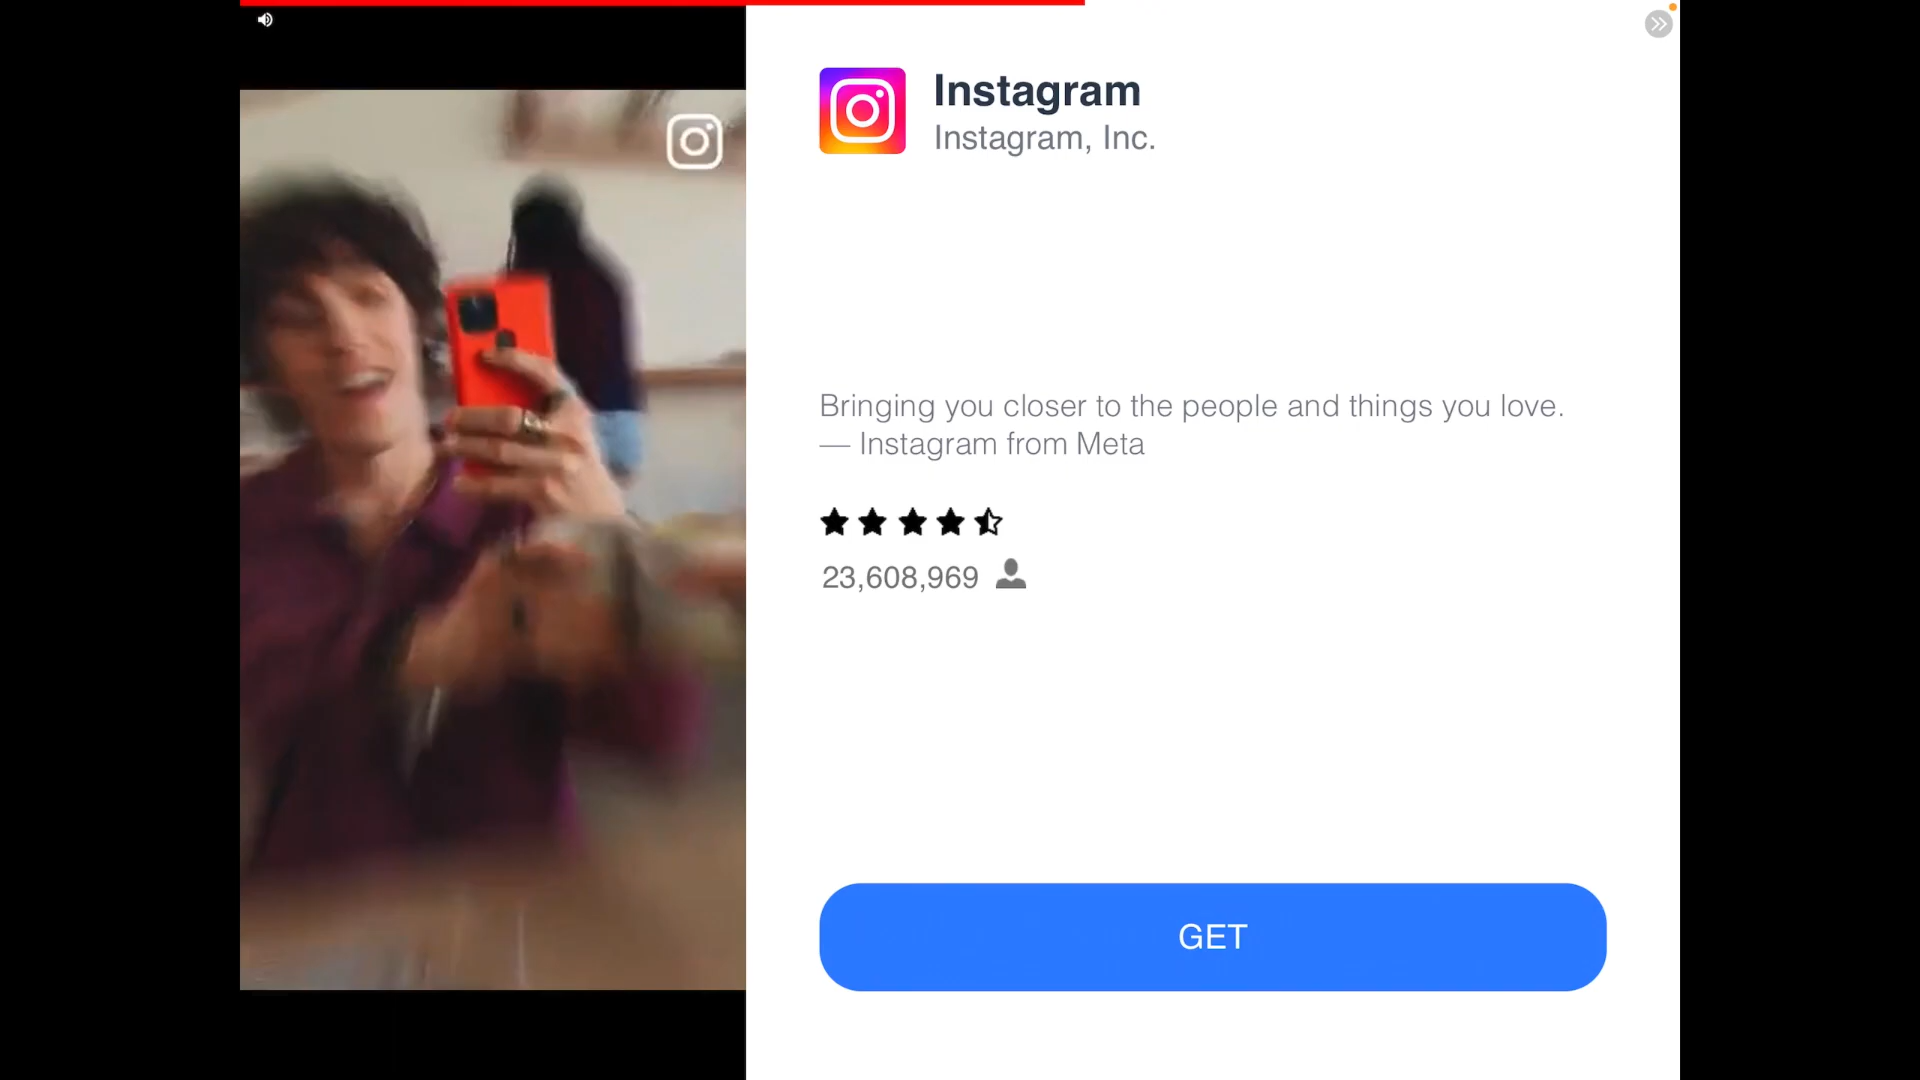 Instagram
Instagram, Inc.
Bringing you closer to the people and things you love.
— Instagram from Meta
23,608,969
GET